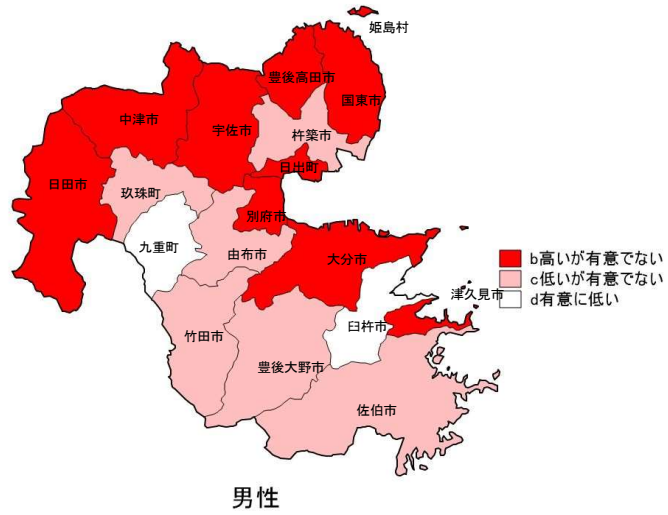 姫島村
豊後高田市
国東市
中津市
宇佐市
杵築市
日出町
日田市
玖珠町
別府市
九重町
由布市
大分市
b高いが有意でない
c低いが有意でない
津久見市
d有意に低い
臼杵市
竹田市
豊後大野市
佐伯市
男性